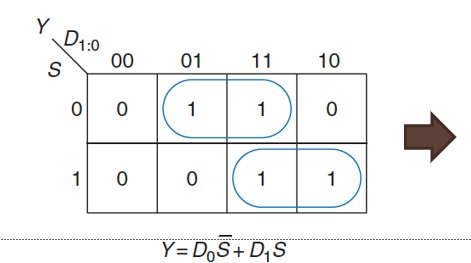 Y
D₁:₀
S
00 01 11 10
0 0 1 1 0
1 0 0 1 1
Y = D₀S̅ + D₁S